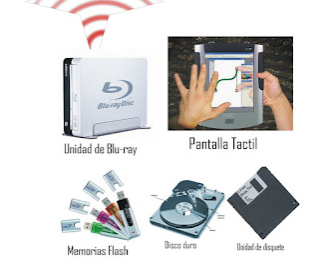 Blu-rayDisc
Unidad de Blu-ray
Pantalla Tactil
Memorias Flash
Disco duro
Unidad de disquete